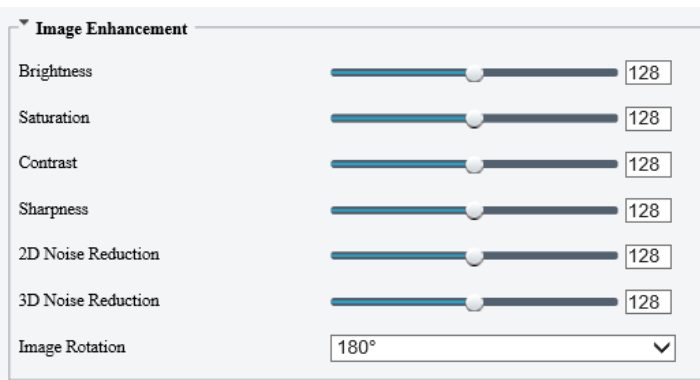 Image Enhancement
Brightness 128
Saturation 128
Contrast 128
Sharpness 128
2D Noise Reduction 128
3D Noise Reduction 128
Image Rotation 180°